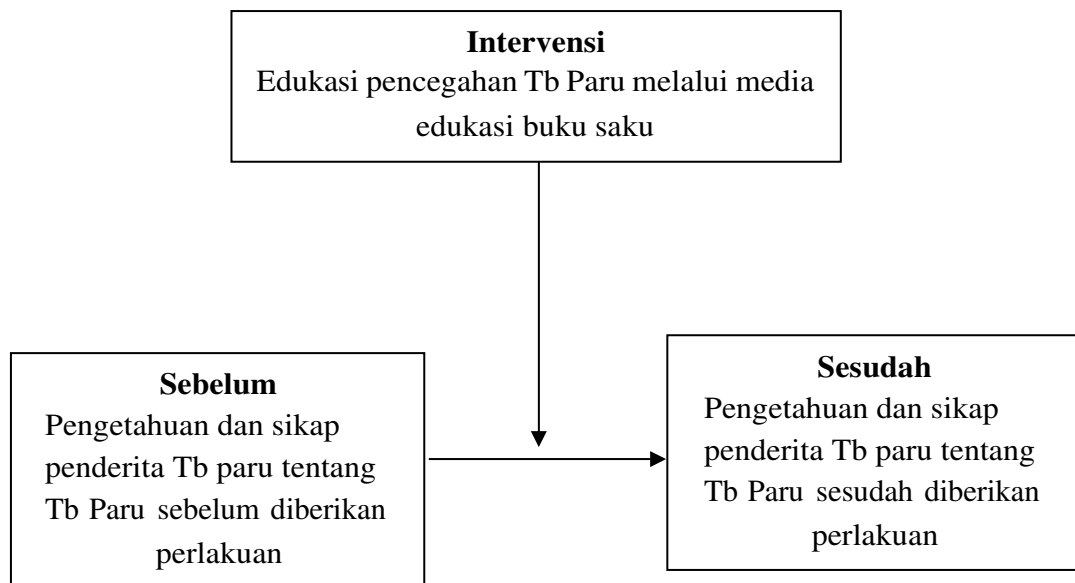 Intervensi
Edukasi pencegahan Tb Paru melalui media
edukasi buku saku
Sebelum
Pengetahuan dan sikap
penderita Tb paru tentang
Tb Paru sebelum diberikan
perlakuan
Sesudah
Pengetahuan dan sikap
penderita Tb paru tentang
Tb Paru sesudah diberikan
perlakuan